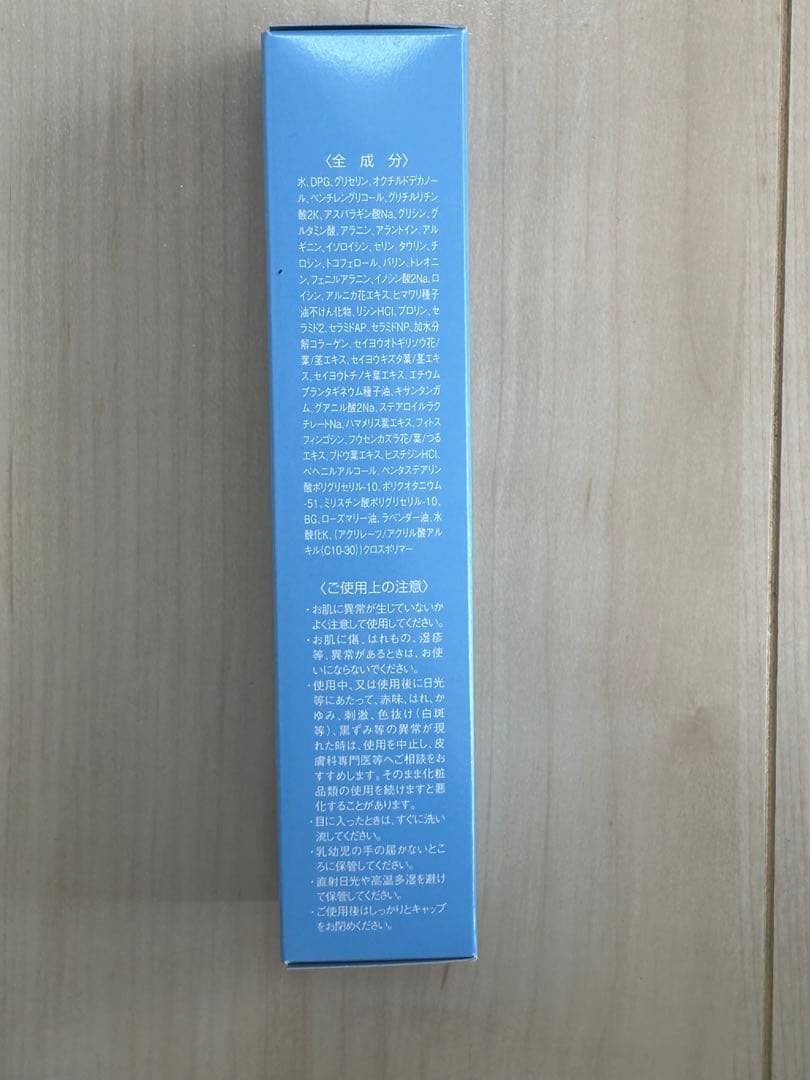 〈全 成 分〉
水、DPG、グリセリン、オクチルドデカノー
ル、ペンチレングリコール、グリチルリチン
酸2K、アスパラギン酸Na、グリシン、グ
ルタミン酸、アラニン、アラントイン、アル
ギニン、イソロイシン、セリン、タウリン、チ
ロシン、トコフェロール、バリン、トレオニ
ン、フェニルアラニン、イノシン酸2Na、ロ
イシン、アルニカ花エキス、ヒマワリ種子
油不けん化物、リシンHCl、プロリン、セ
ラミド2、セラミドAP、セラミドNP、加水分
解コラーゲン、セイヨウオトギリソウ花/
葉/茎エキス、セイヨウキズタ葉/茎エキ
ス、セイヨウトチノキ葉エキス、エチウム
プランタギネウム種子油、キサンタンガ
ム、グアニル酸2Na、ステアロイルラク
チレートNa、ハマメリス葉エキス、フィトス
フィンゴシン、フウセンカズラ花/葉/つる
エキス、ブドウ葉エキス、ヒスチジンHCl、
ベヘニルアルコール、ペンタステアリン
酸ポリグリセリル-10、ポリクオタニウム
-51、ミリスチン酸ポリグリセリル-10、
BG、ローズマリー油、ラベンダー油、水
酸化K、(アクリレーツ/アクリル酸アル
キル(C10-30))クロスポリマー
〈ご使用上の注意〉
・お肌に異常が生じていないか
よく注意して使用してください。
・お肌に傷、はれもの、湿疹
等、異常があるときは、お使
いにならないでください。
・使用中、又は使用後に日光
等にあたって、赤味、はれ、か
ゆみ、刺激、色抜け(白斑
等)、黒ずみ等の異常が現
れた時は、使用を中止し、皮
膚科専門医等へご相談をお
すすめします。そのまま化粧
品類の使用を続けますと悪
化することがあります。
・目に入ったときは、すぐに洗い
流してください。
・乳幼児の手の届かないとこ
ろに保管してください。
・直射日光や高温多湿を避け
て保管してください。
・ご使用後はしっかりとキャップ
をお閉めください。